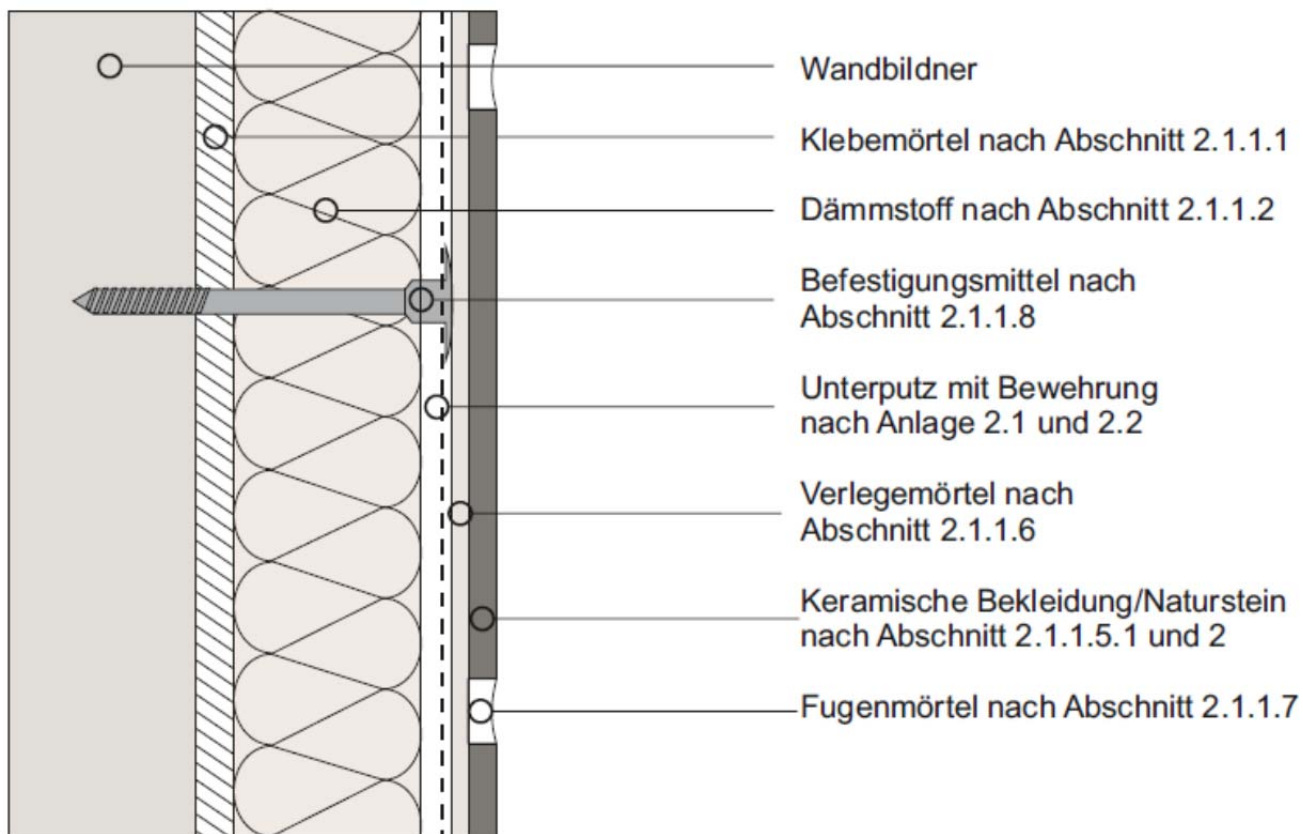 Wandbildner
Klebemörtel nach Abschnitt 2.1.1.1
Dämmstoff nach Abschnitt 2.1.1.2
Befestigungsmittel nach
Abschnitt 2.1.1.8
Unterputz mit Bewehrung
nach Anlage 2.1 und 2.2
Verlegemörtel nach
Abschnitt 2.1.1.6
Keramische Bekleidung/Naturstein
nach Abschnitt 2.1.1.5.1 und 2
Fugenmörtel nach Abschnitt 2.1.1.7